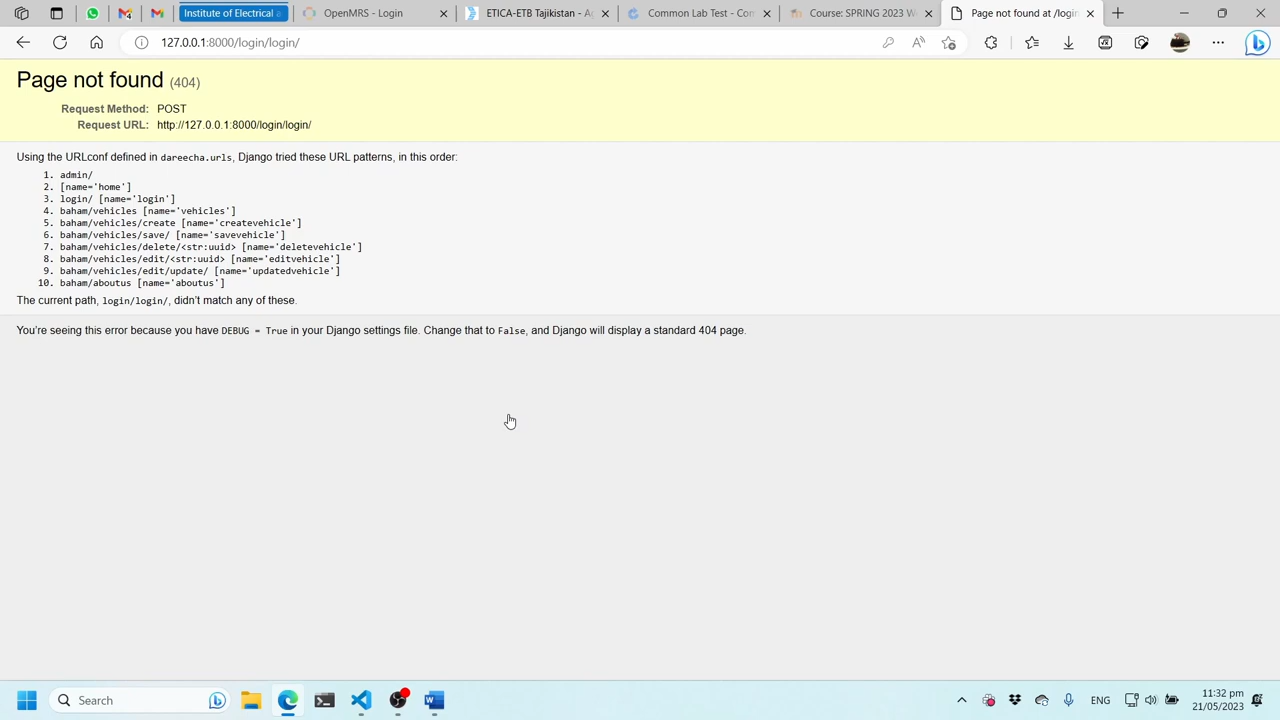 Institute of Electrical a
OpenMRS - Login
ETICA-ETB Tajikistan - Ag
Common Lab Test - Com
Course: SPRING 2023 W
Page not found at /login
127.0.0.1:8000/login/login/
Page not found (404)
Request Method: POST
Request URL: http://127.0.0.1:8000/login/login/
Using the URLconf defined in dareecha.urls, Django tried these URL patterns, in this order:
1. admin/
2. [name='home']
3. login/ [name='login']
4. baham/vehicles [name='vehicles']
5. baham/vehicles/create [name='createvehicle']
6. baham/vehicles/save/ [name='savevehicle']
7. baham/vehicles/delete/<str:uuid> [name='deletevehicle']
8. baham/vehicles/edit/<str:uuid> [name='editvehicle']
9. baham/vehicles/edit/update/ [name='updatedvehicle']
10. baham/aboutus [name='aboutus']
The current path, login/login/, didn't match any of these.
You're seeing this error because you have DEBUG = True in your Django settings file. Change that to False, and Django will display a standard 404 page.
Search
ENG
11:32 pm
21/05/2023